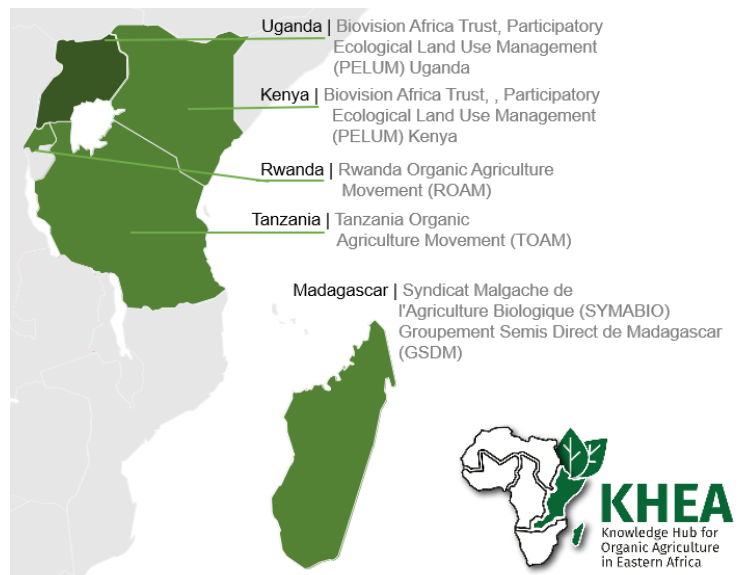 Uganda | Biovision Africa Trust, Participatory
Ecological Land Use Management
(PELUM) Uganda
Kenya | Biovision Africa Trust, , Participatory
Ecological Land Use Management
(PELUM) Kenya
Rwanda | Rwanda Organic Agriculture
Movement (ROAM)
Tanzania | Tanzania Organic
Agriculture Movement (TOAM)
Madagascar | Syndicat Malgache de
l'Agriculture Biologique (SYMABIO)
Groupement Semis Direct de Madagascar
(GSDM)
KHEA
Knowledge Hub for
Organic Agriculture
in Eastern Africa